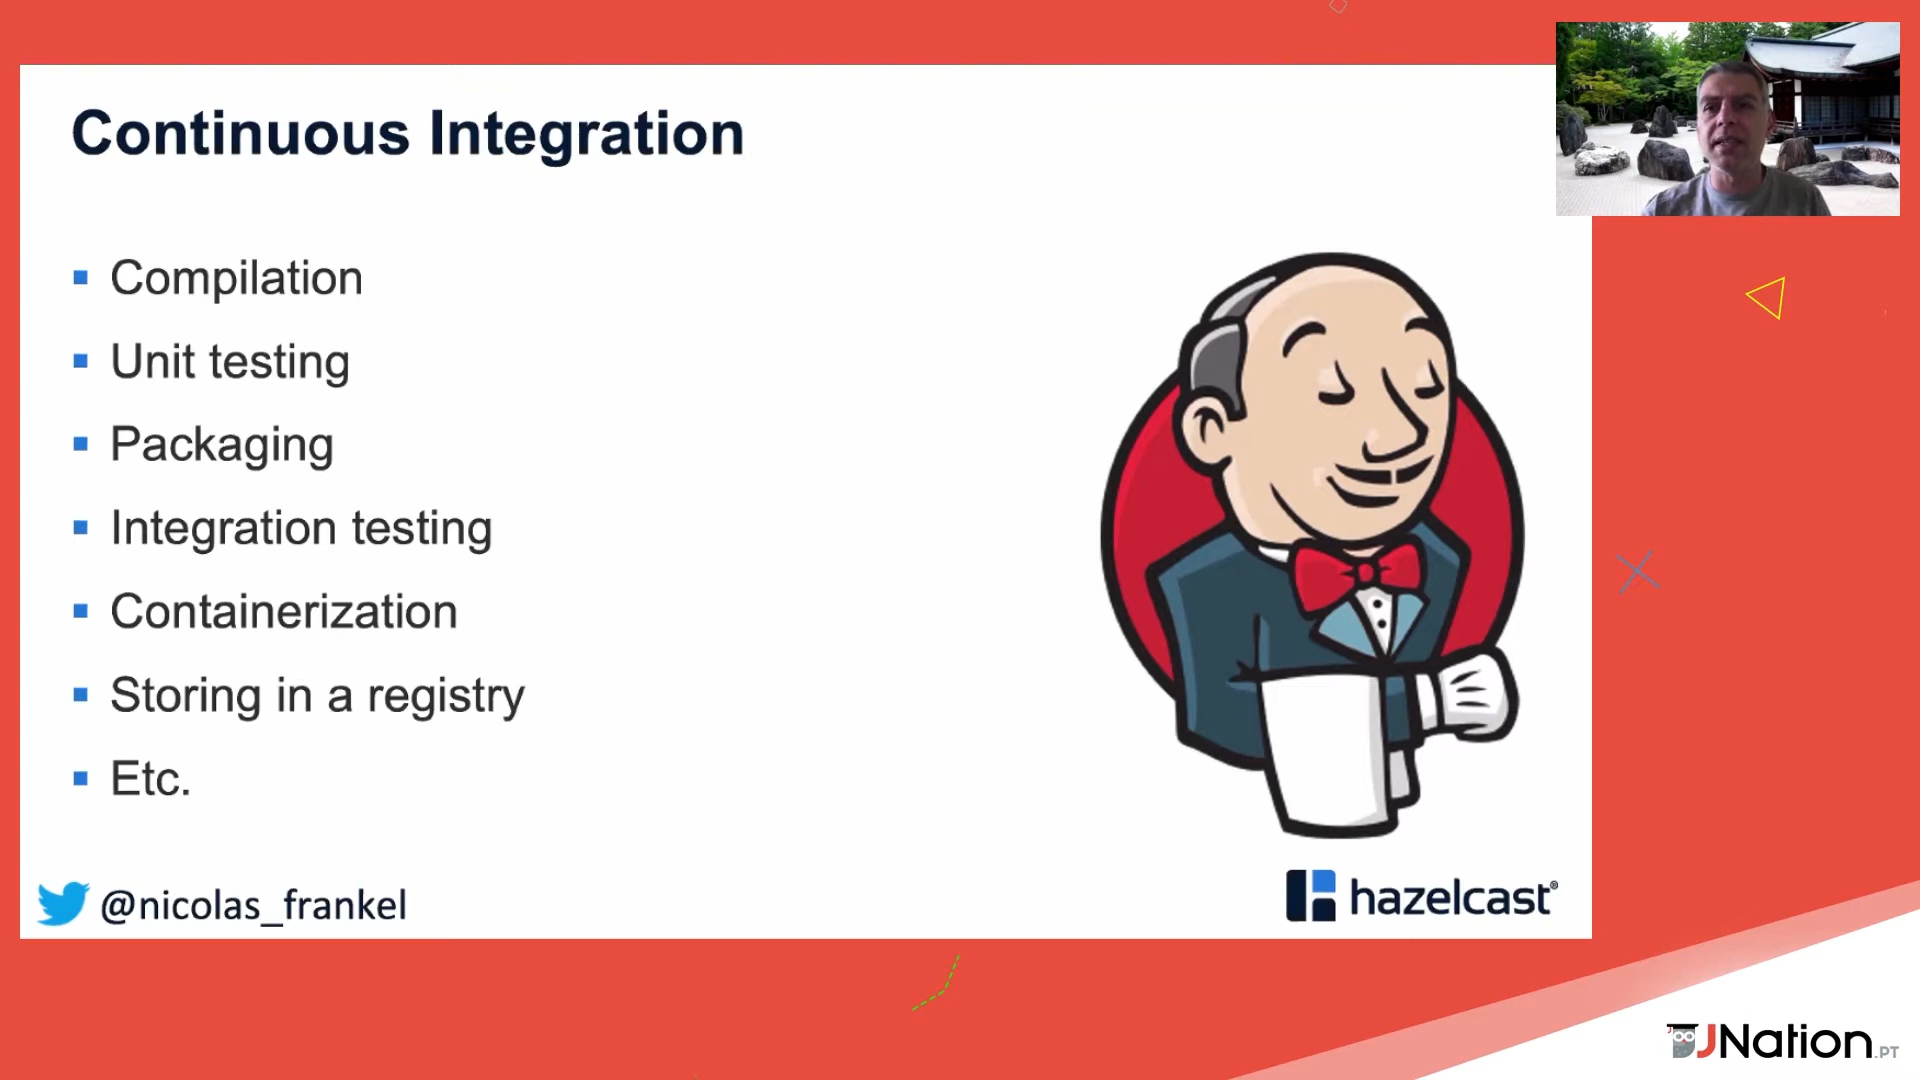 Continuous Integration
Compilation
Unit testing
Packaging
Integration testing
Containerization
Storing in a registry
Etc.
@nicolas_frankel
hazelcast®
JNation.PT